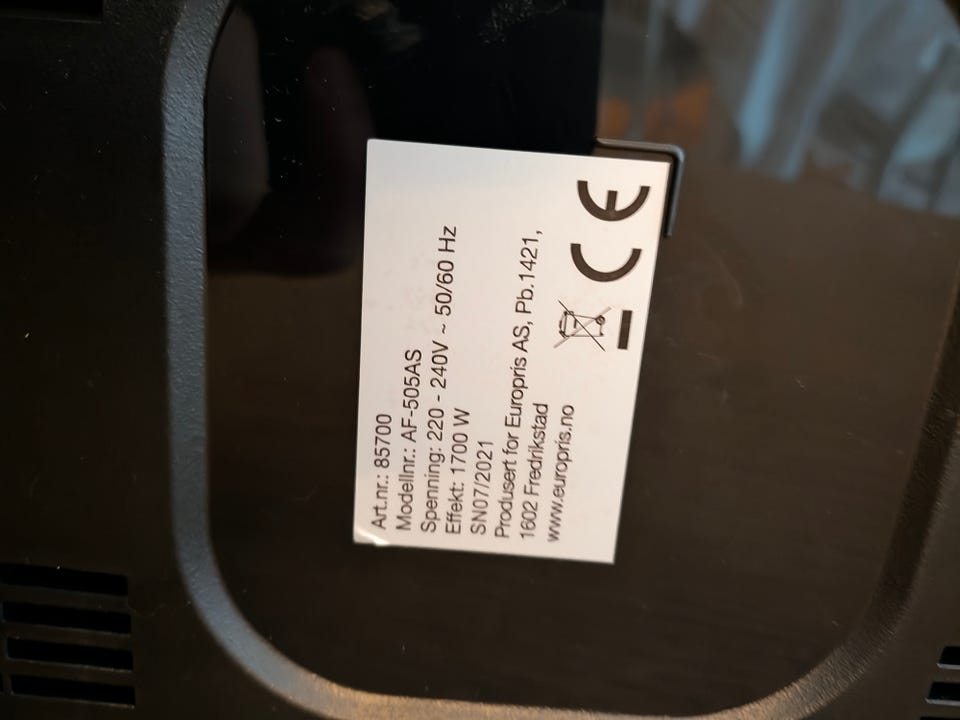 Art.nr.: 85700
Modellnr.: AF-505AS
Spenning: 220 - 240V ~ 50/60 Hz
Effekt: 1700 W
SN07/2021
Produsert for Europris AS, Pb.1421,
1602 Fredrikstad
www.europris.no
CE